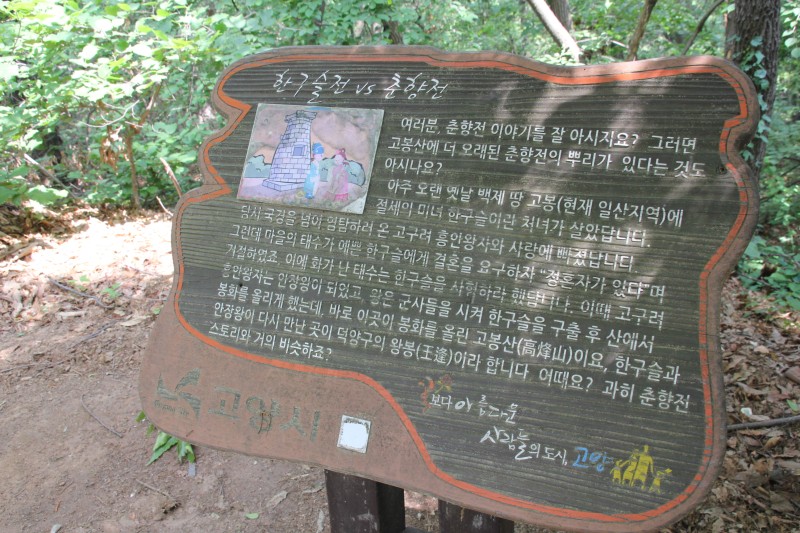 한구슬전 vs 춘향전
여러분, 춘향전 이야기를 잘 아시지요? 그러면
고봉산에 더 오래된 춘향전의 뿌리가 있다는 것도
아시나요?
아주 오랜 옛날 백제 땅 고봉(현재 일산지역)에
절세의 미녀 한구슬이란 처녀가 살았답니다.
당시 국경을 넘어 염탐하러 온 고구려 흥안왕자와 사랑에 빠졌답니다.
그런데 마을의 태수가 예쁜 한구슬에게 결혼을 요구하자 "정혼자가 있다"며
거절하였죠. 이에 화가 난 태수는 한구슬을 사형하려 했답니다. 이때 고구려
흥안왕자는 안장왕이 되었고, 많은 군사들을 시켜 한구슬을 구출 후 산에서
봉화를 올리게 했는데, 바로 이곳이 봉화를 올린 고봉산(高烽山)이요, 한구슬과
안장왕이 다시 만난 곳이 덕양구의 왕봉(王逢)이라 합니다. 어때요? 과히 춘향전
스토리와 거의 비슷하죠?
보다 아름다운
사람들의 도시, 고양
고양시